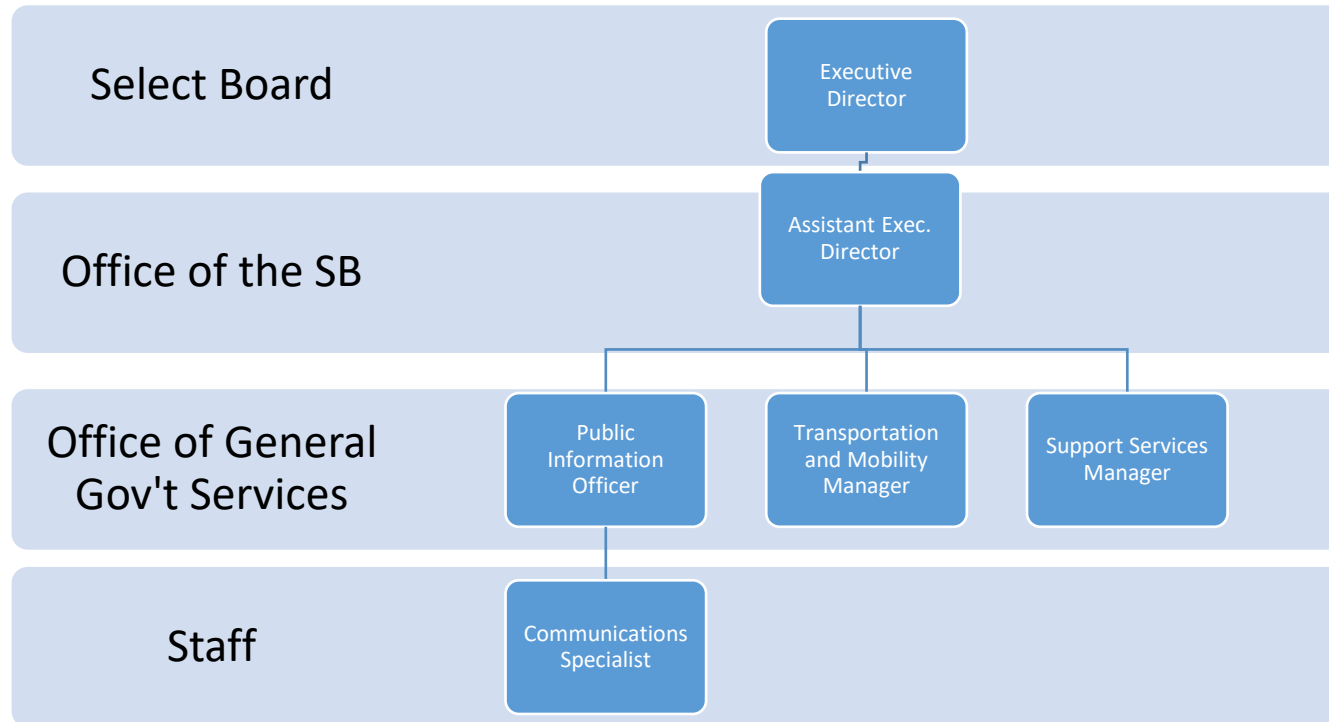 Select Board
Executive
Director
Office of the SB
Assistant Exec.
Director
Office of General
Gov't Services
Public
Information
Officer
Transportation
and Mobility
Manager
Support Services
Manager
Staff
Communications
Specialist